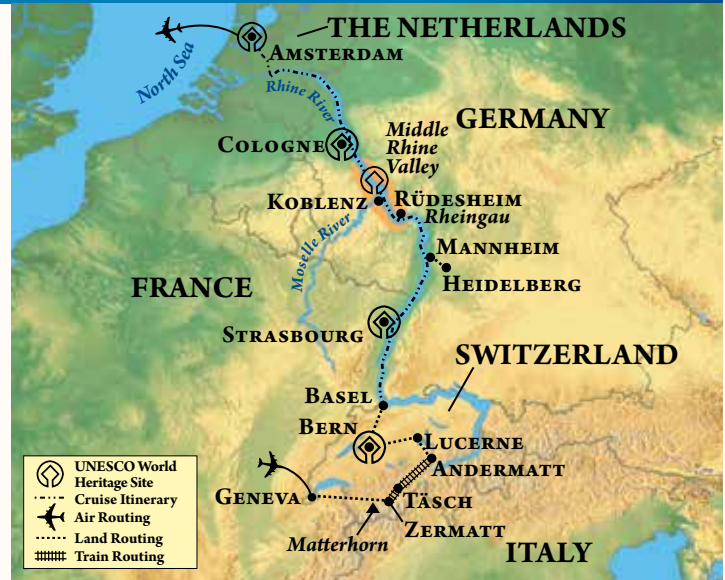 THE NETHERLANDS
AMSTERDAM
North Sea
Rhine River
GERMANY
COLOGNE
Middle
Rhine
Valley
KOBLENZ
RÜDESHEIM
Rheingau
Moselle River
MANNHEIM
HEIDELBERG
FRANCE
STRASBOURG
SWITZERLAND
BASEL
BERN
LUCERNE
ANDERMATT
GENEVA
TÄSCH
ZERMATT
Matterhorn
ITALY
UNESCO World
Heritage Site
Cruise Itinerary
Air Routing
Land Routing
Train Routing